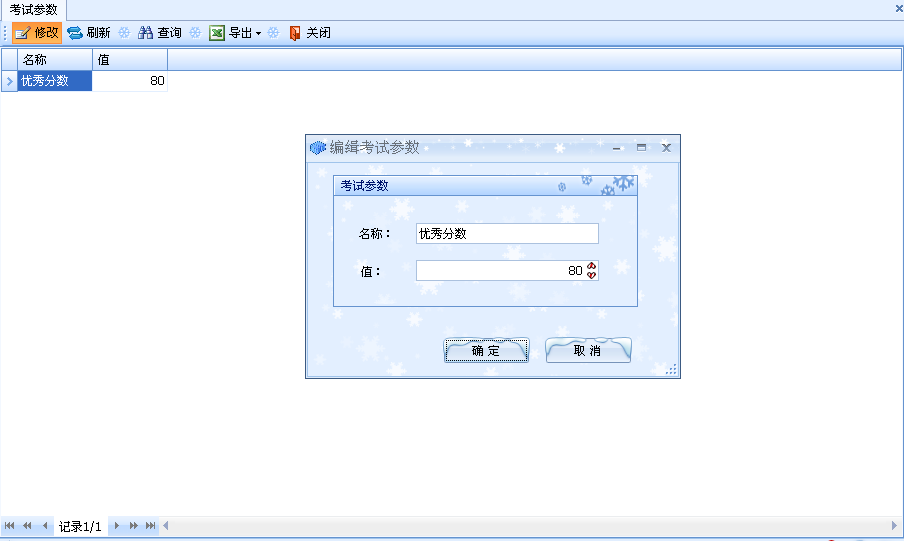 考试参数
修改 刷新 查询 导出 关闭
名称 值
优秀分数 80
编辑考试参数
考试参数
名称： 优秀分数
值： 80
确 定 取 消
记录1/1